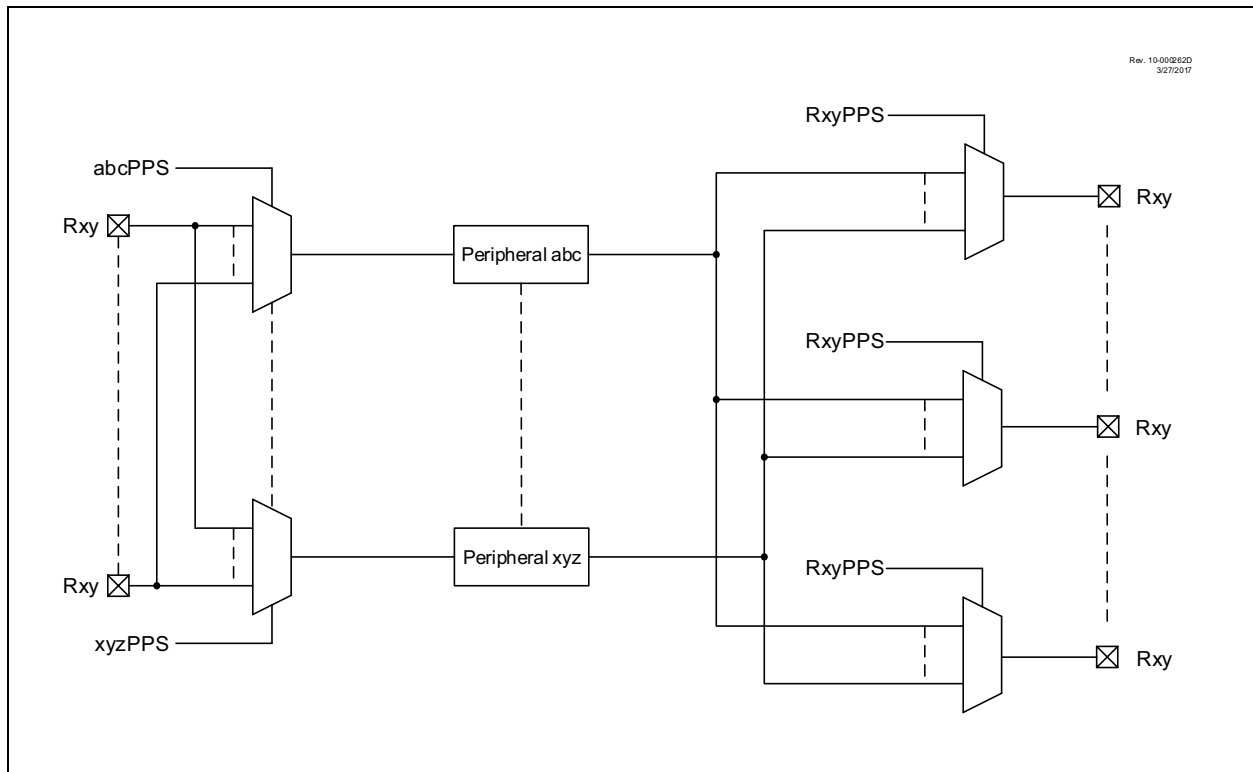 Rev. 10-000262D
3/27/2017
RxyPPS
abcPPS
Rxy
Rxy
Peripheral abc
RxyPPS
Rxy
Peripheral xyz
RxyPPS
Rxy
xyzPPS
Rxy